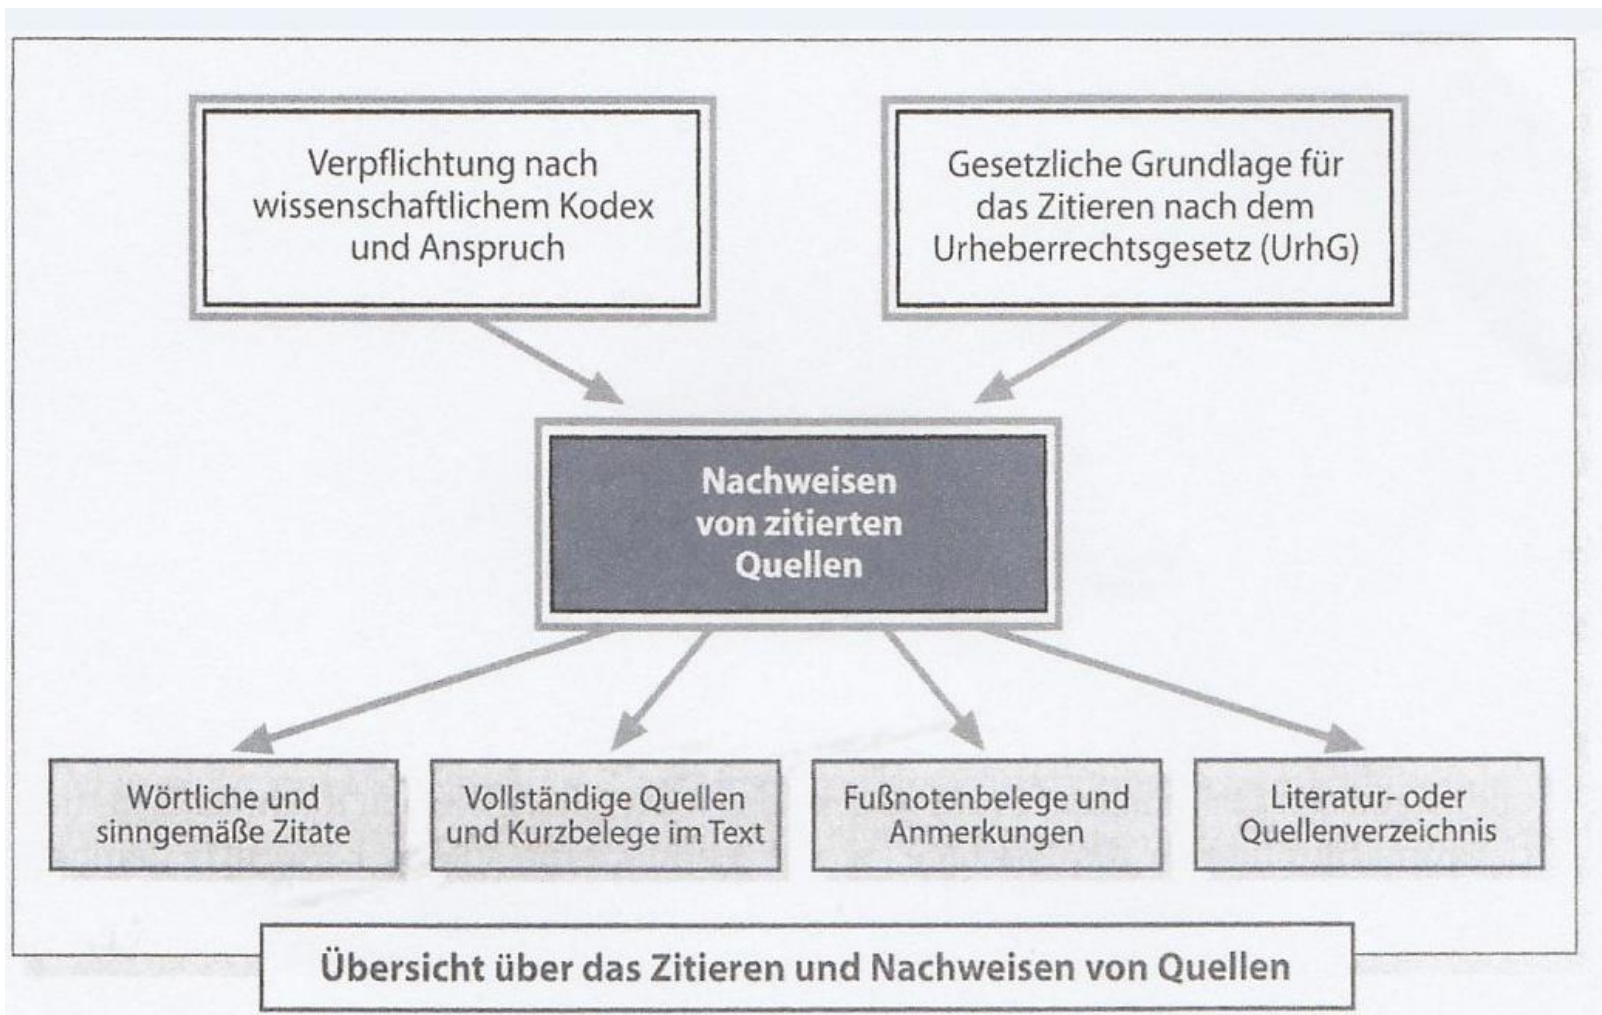 Verpflichtung nach
wissenschaftlichem Kodex
und Anspruch
Gesetzliche Grundlage für
das Zitieren nach dem
Urheberrechtsgesetz (UrhG)
Nachweisen
von zitierten
Quellen
Wörtliche und
sinngemäße Zitate
Vollständige Quellen
und Kurzbelege im Text
Fußnotenbelege und
Anmerkungen
Literatur- oder
Quellenverzeichnis
Übersicht über das Zitieren und Nachweisen von Quellen